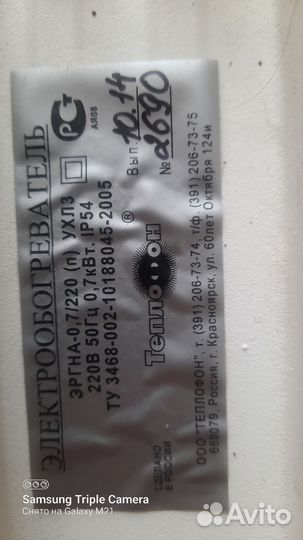 ЭЛЕКТРООБОГРЕВАТЕЛЬ
ЭРГНА-0,7/220 (п) УХЛ3
220В 50Гц 0,7кВт. IP54
ТУ 3468-002-10188045-2005
РСТ
АЯ08
Вып. 10.14
№ 2690
Теплофон®
СДЕЛАНО
В РОССИИ
ООО "ТЕПЛОФОН", т. (391) 206-73-74, т/ф. (391) 206-73-75
660079, Россия, г. Красноярск, ул. 60лет Октября 124и
Samsung Triple Camera
Снято на Galaxy M21
Avito